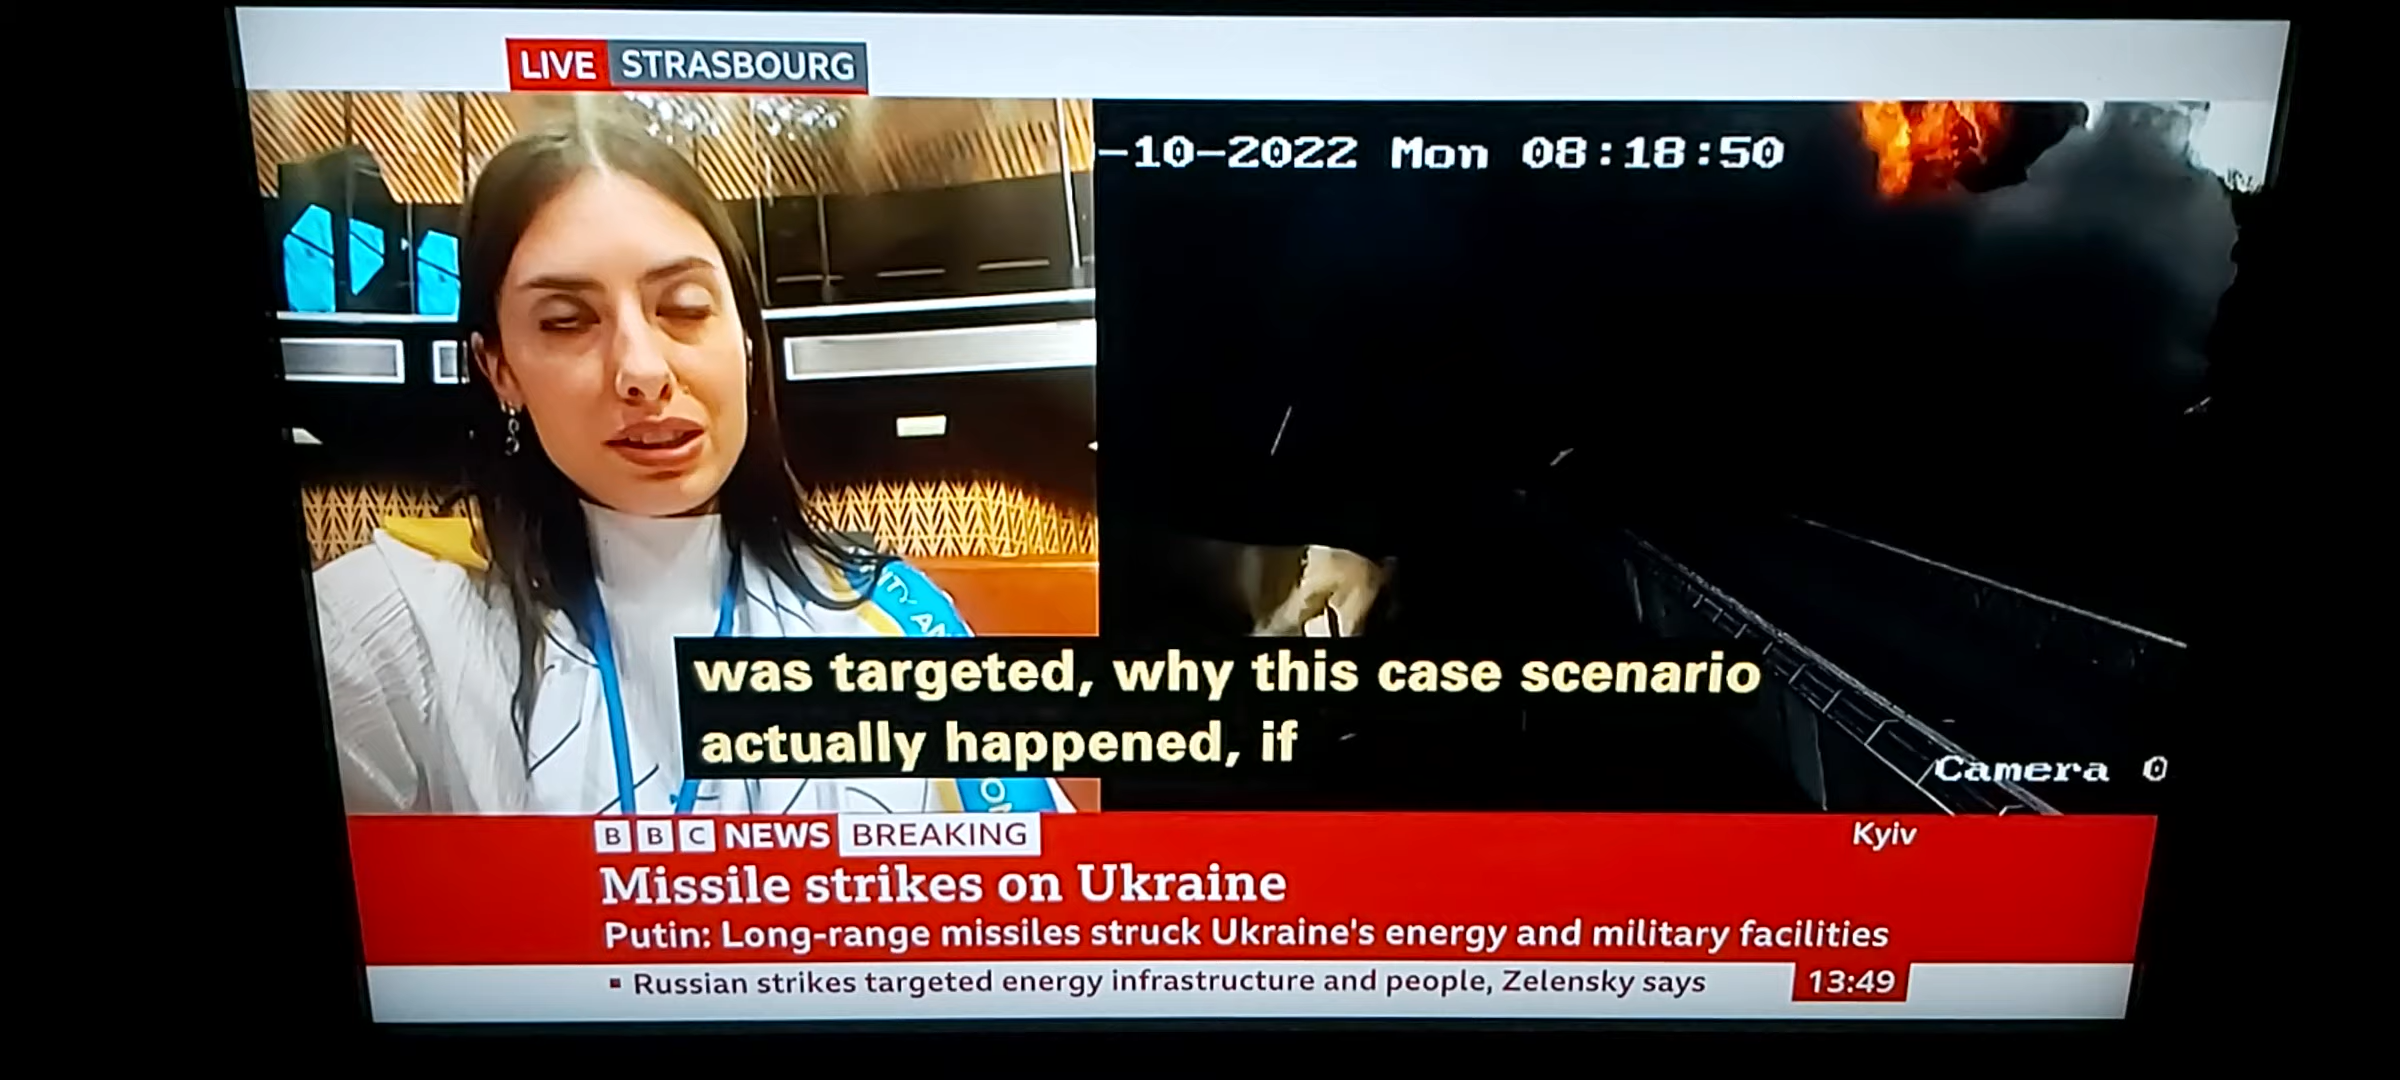 LIVE STRASBOURG
-10-2022 Mon 08:18:50
was targeted, why this case scenario
actually happened, if
Camera 0
BBC NEWS BREAKING
Kyiv
Missile strikes on Ukraine
Putin: Long-range missiles struck Ukraine's energy and military facilities
Russian strikes targeted energy infrastructure and people, Zelensky says
13:49